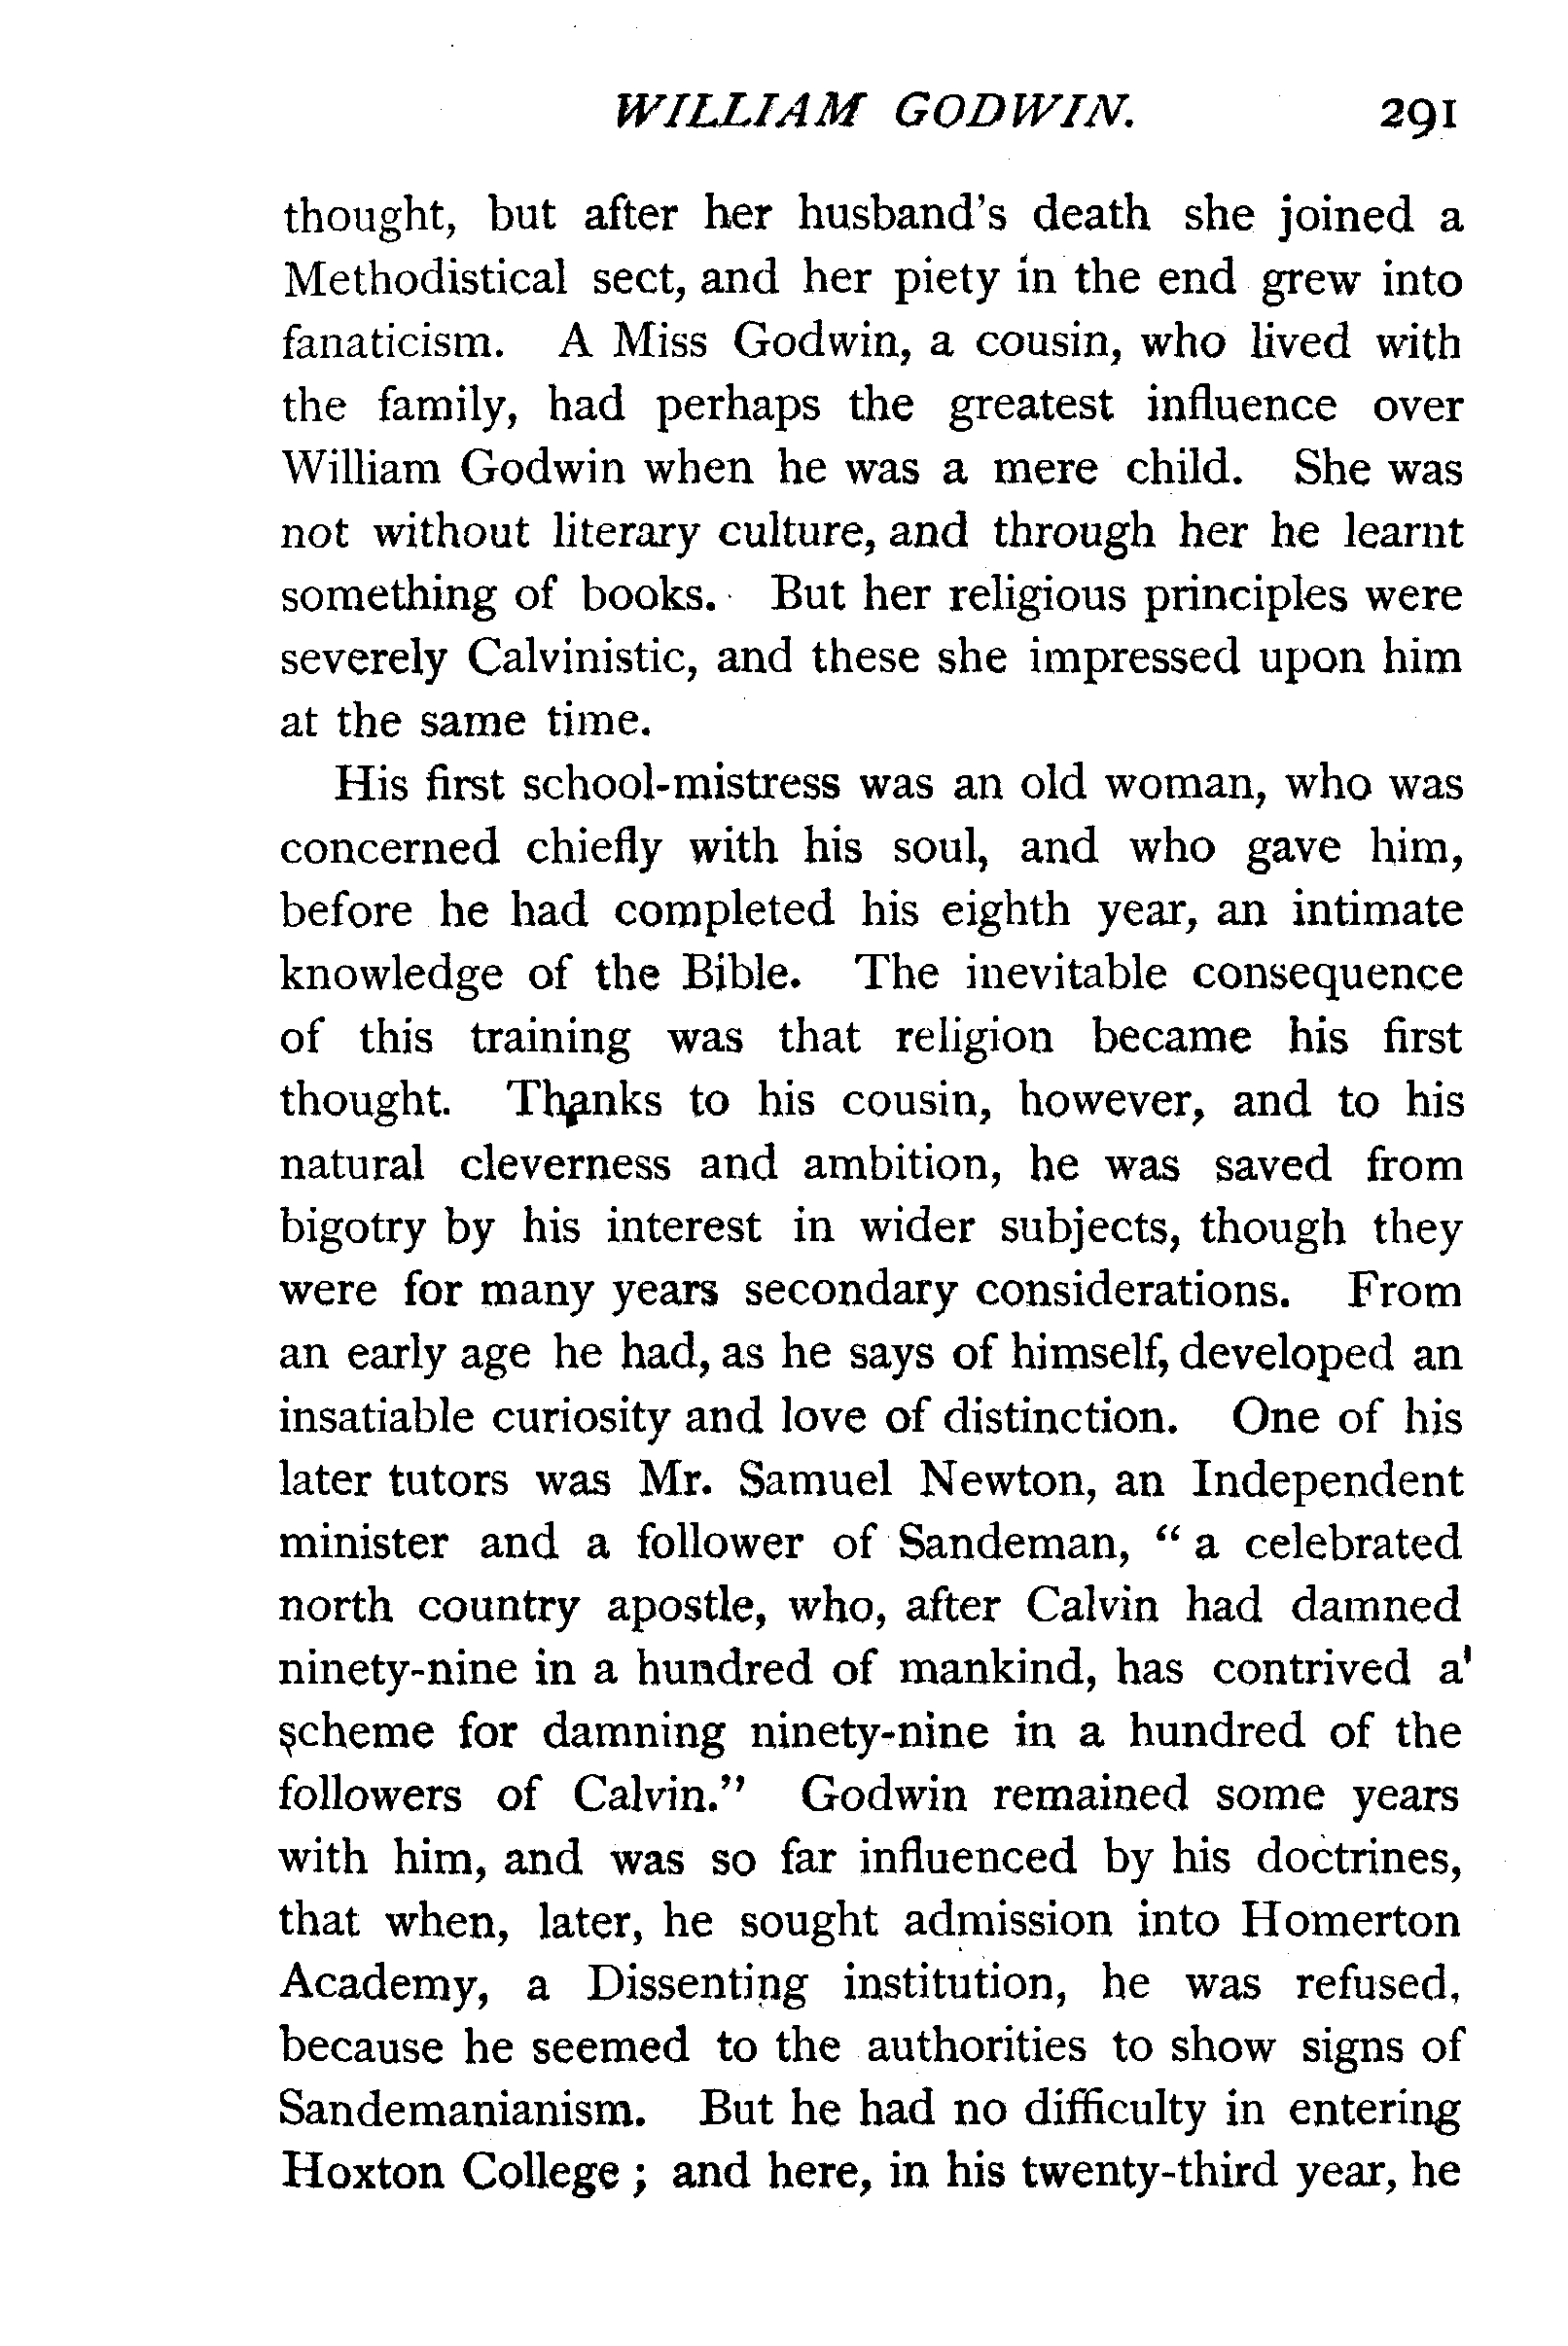 WILLIAM GODWIN. 291
thought, but after her husband's death she joined a
Methodistical sect, and her piety in the end grew into
fanaticism. A Miss Godwin, a cousin, who lived with
the family, had perhaps the greatest influence over
William Godwin when he was a mere child. She was
not without literary culture, and through her he learnt
something of books. But her religious principles were
severely Calvinistic, and these she impressed upon him
at the same time.
His first school-mistress was an old woman, who was
concerned chiefly with his soul, and who gave him,
before he had completed his eighth year, an intimate
knowledge of the Bible. The inevitable consequence
of this training was that religion became his first
thought. Thanks to his cousin, however, and to his
natural cleverness and ambition, he was saved from
bigotry by his interest in wider subjects, though they
were for many years secondary considerations. From
an early age he had, as he says of himself, developed an
insatiable curiosity and love of distinction. One of his
later tutors was Mr. Samuel Newton, an Independent
minister and a follower of Sandeman, " a celebrated
north country apostle, who, after Calvin had damned
ninety-nine in a hundred of mankind, has contrived a
scheme for damning ninety-nine in a hundred of the
followers of Calvin." Godwin remained some years
with him, and was so far influenced by his doctrines,
that when, later, he sought admission into Homerton
Academy, a Dissenting institution, he was refused,
because he seemed to the authorities to show signs of
Sandemanianism. But he had no difficulty in entering
Hoxton College ; and here, in his twenty-third year, he